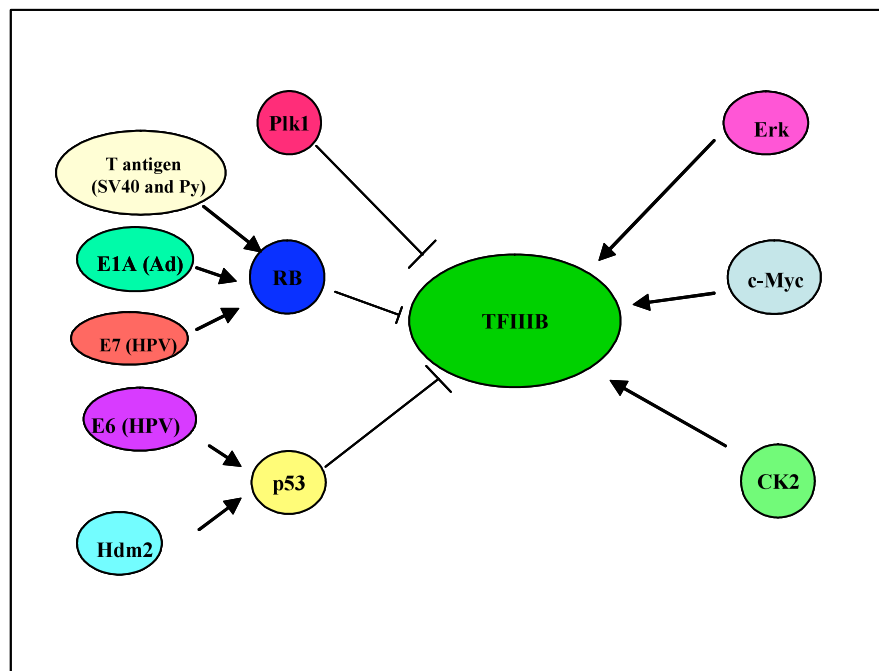 Plk1
Erk
T antigen
(SV40 and Py)
E1A (Ad)
RB
c-Myc
TFIIIB
E7 (HPV)
E6 (HPV)
p53
CK2
Hdm2